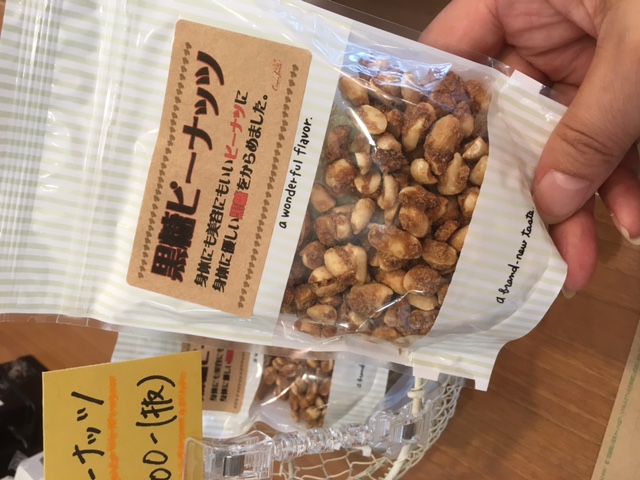 黒糖ピーナッツ
身体にも美容にもいいピーナツに
身体に優しい黒糖をからめました。
a wonderful flavor.
a brand-new taste
ーナッツ
00-(抜)